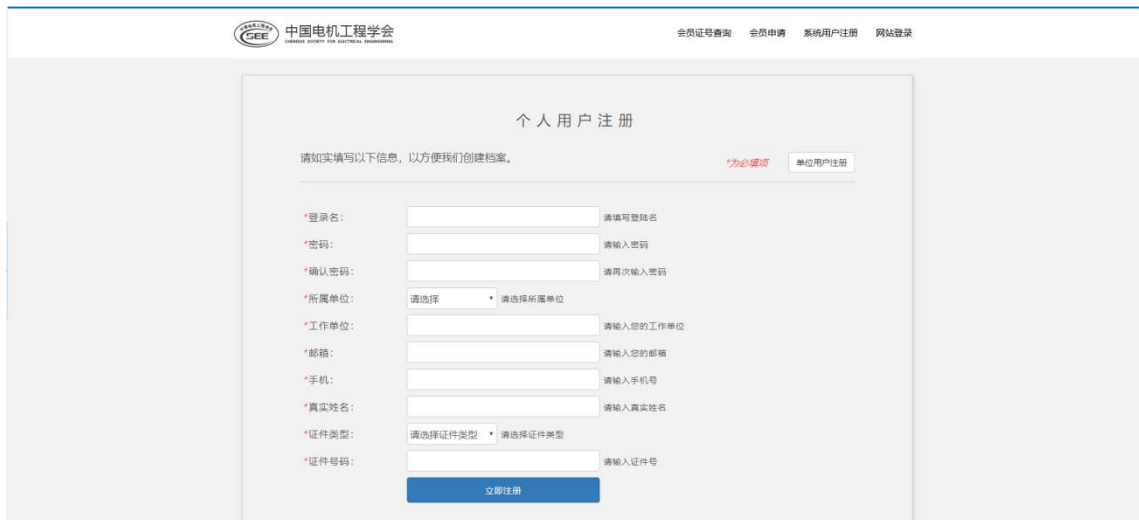 SEE
中国电机工程学会
CHINESE SOCIETY FOR ELECTRICAL ENGINEERING
会员证号查询 会员申请 系统用户注册 网站登录
个人用户注册
请如实填写以下信息，以方便我们创建档案。 *为必填项 单位用户注册
*登录名： 请填写登陆名
*密码： 请输入密码
*确认密码： 请再次输入密码
*所属单位： 请选择 请选择所属单位
*工作单位： 请输入您的工作单位
*邮箱： 请输入您的邮箱
*手机： 请输入手机号
*真实姓名： 请输入真实姓名
*证件类型： 请选择证件类型 请选择证件类型
*证件号码： 请输入证件号
立即注册